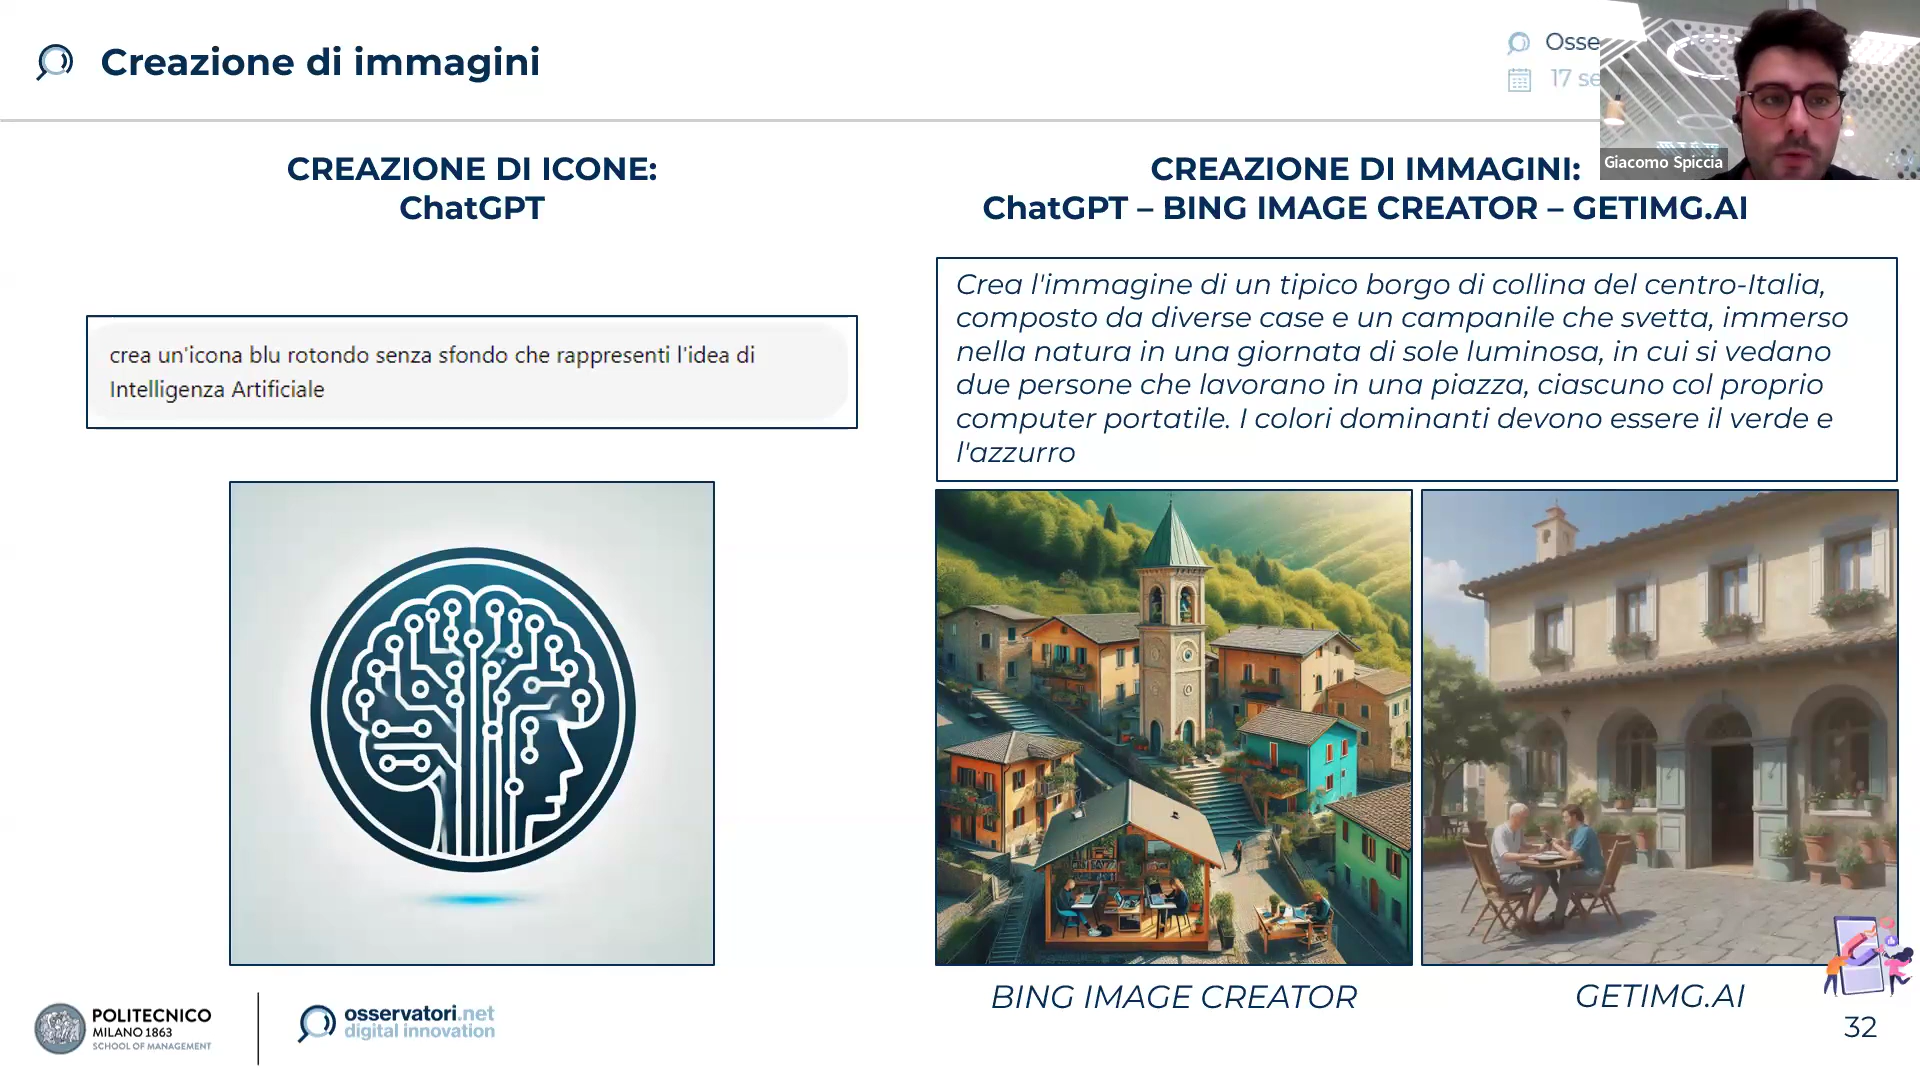 Creazione di immagini
Osse
17 se
Giacomo Spiccia
CREAZIONE DI ICONE:
ChatGPT
crea un'icona blu rotondo senza sfondo che rappresenti l'idea di
Intelligenza Artificiale
CREAZIONE DI IMMAGINI:
ChatGPT – BING IMAGE CREATOR – GETIMG.AI
Crea l'immagine di un tipico borgo di collina del centro-Italia,
composto da diverse case e un campanile che svetta, immerso
nella natura in una giornata di sole luminosa, in cui si vedano
due persone che lavorano in una piazza, ciascuno col proprio
computer portatile. I colori dominanti devono essere il verde e
l'azzurro
BING IMAGE CREATOR
GETIMG.AI
POLITECNICO
MILANO 1863
SCHOOL OF MANAGEMENT
osservatori.net
digital innovation
32